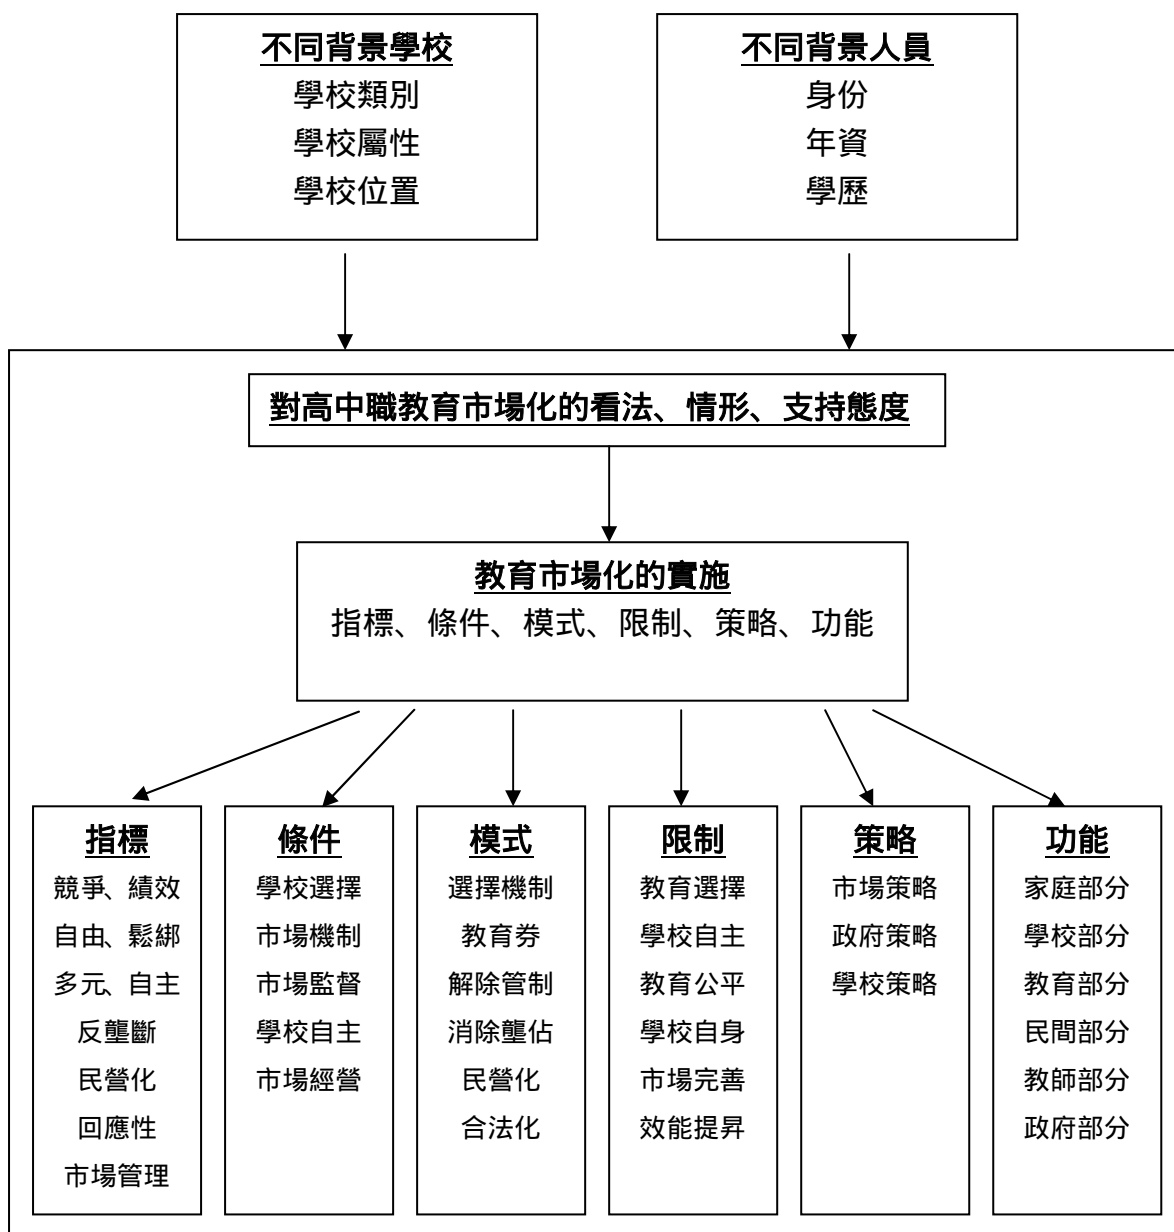 不同背景學校
學校類別
學校屬性
學校位置
不同背景人員
身份
年資
學歷
對高中職教育市場化的看法、情形、支持態度
教育市場化的實施
指標、條件、模式、限制、策略、功能
指標
競爭、績效
自由、鬆綁
多元、自主
反壟斷
民營化
回應性
市場管理
條件
學校選擇
市場機制
市場監督
學校自主
市場經營
模式
選擇機制
教育券
解除管制
消除壟佔
民營化
合法化
限制
教育選擇
學校自主
教育公平
學校自身
市場完善
效能提昇
策略
市場策略
政府策略
學校策略
功能
家庭部分
學校部分
教育部分
民間部分
教師部分
政府部分